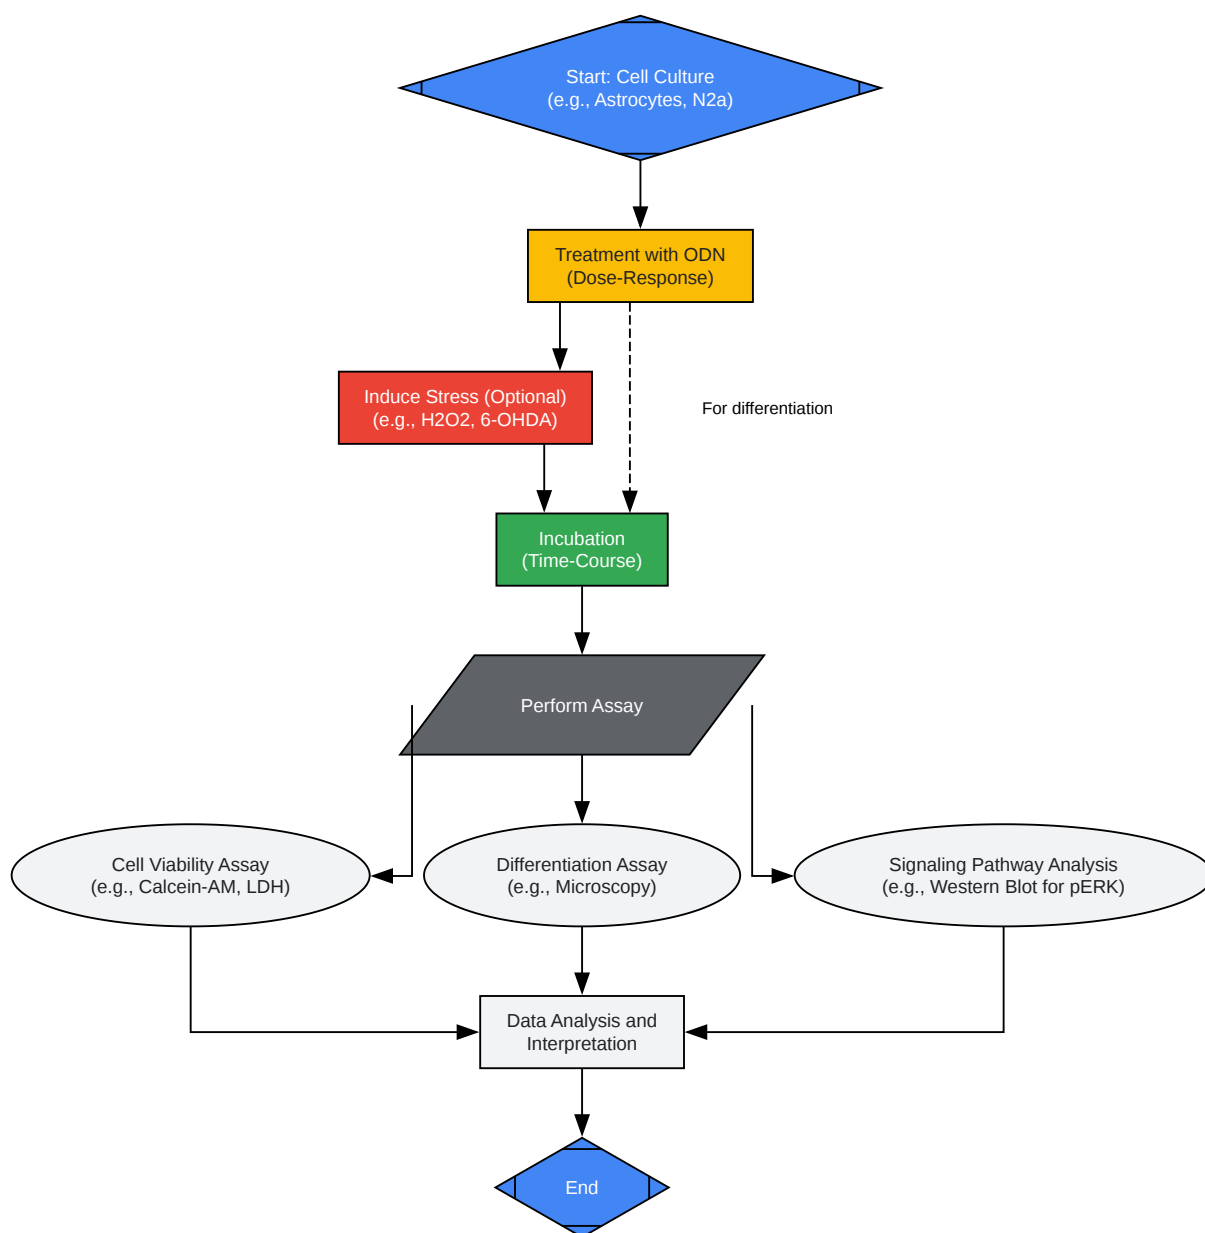 Start: Cell Culture
(e.g., Astrocytes, N2a)
Treatment with ODN
(Dose-Response)
Induce Stress (Optional)
(e.g., H2O2, 6-OHDA)
For differentiation
Incubation
(Time-Course)
Perform Assay
Cell Viability Assay
(e.g., Calcein-AM, LDH)
Differentiation Assay
(e.g., Microscopy)
Signaling Pathway Analysis
(e.g., Western Blot for pERK)
Data Analysis and
Interpretation
End